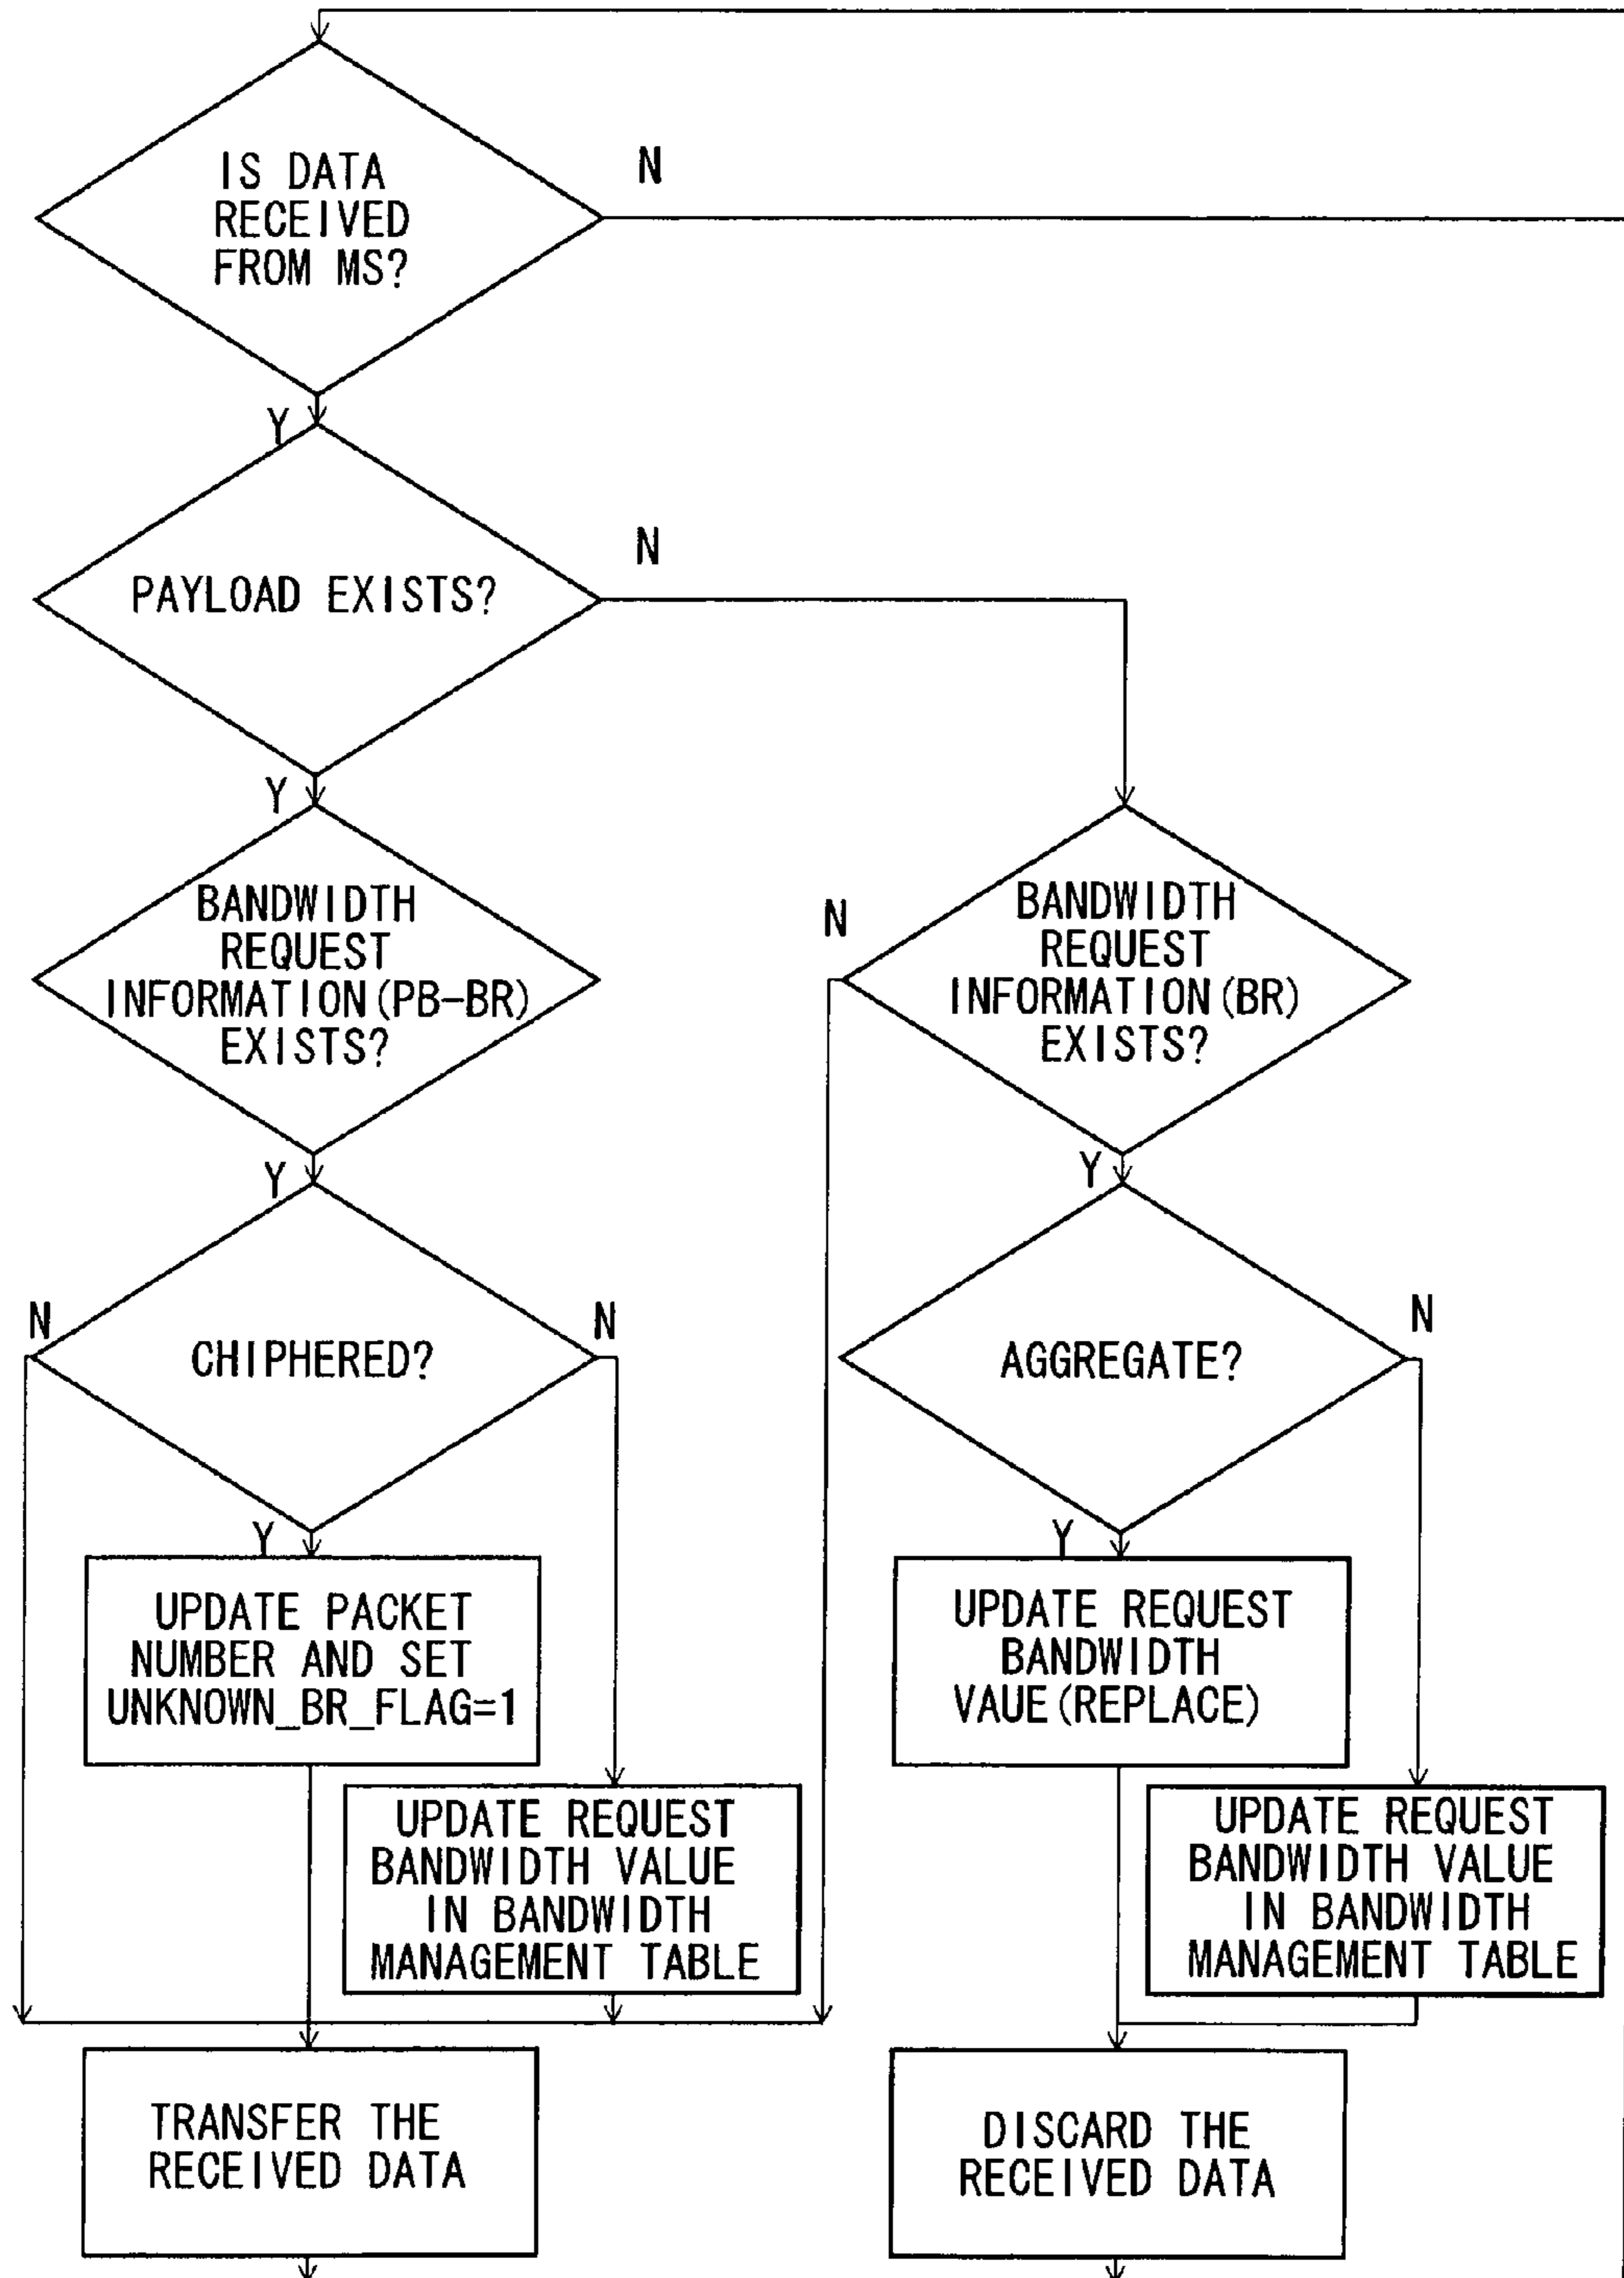 IS DATA
RECEIVED
FROM MS?
N
Y
PAYLOAD EXISTS?
N
Y
BANDWIDTH
REQUEST
INFORMATION(PB-BR)
EXISTS?
Y
N
BANDWIDTH
REQUEST
INFORMATION(BR)
EXISTS?
Y
N
CHIPHERED?
N
Y
AGGREGATE?
N
Y
UPDATE PACKET
NUMBER AND SET
UNKNOWN_BR_FLAG=1
UPDATE REQUEST
BANDWIDTH
VAUE(REPLACE)
UPDATE REQUEST
BANDWIDTH VALUE
IN BANDWIDTH
MANAGEMENT TABLE
UPDATE REQUEST
BANDWIDTH VALUE
IN BANDWIDTH
MANAGEMENT TABLE
TRANSFER THE
RECEIVED DATA
DISCARD THE
RECEIVED DATA